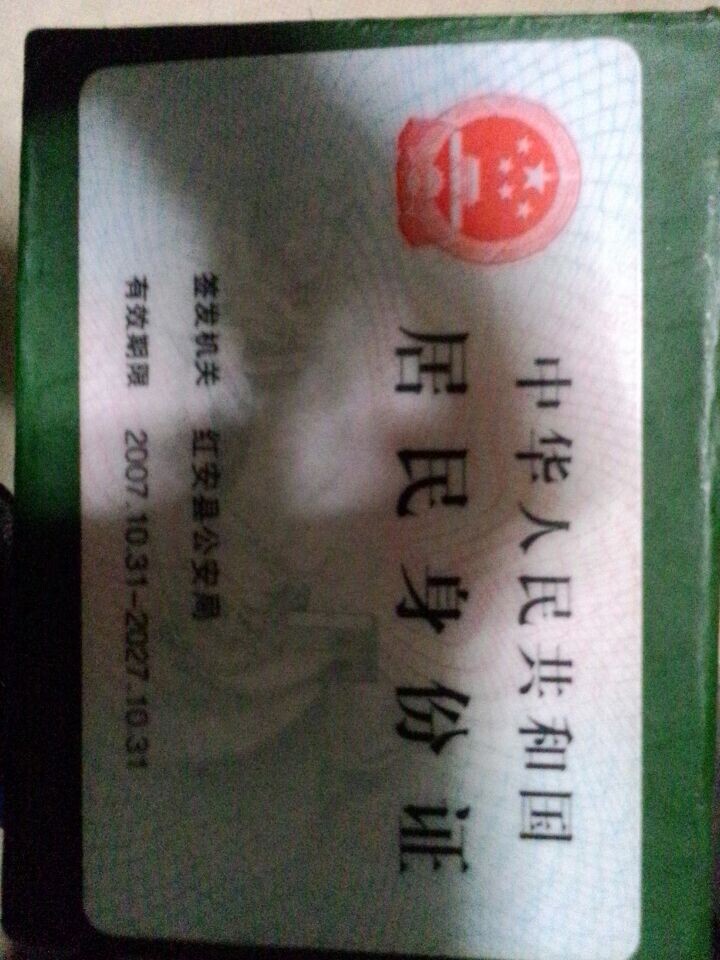 中华人民共和国
居民身份证
签发机关 红安县公安局
有效期限 2007.10.31-2027.10.31